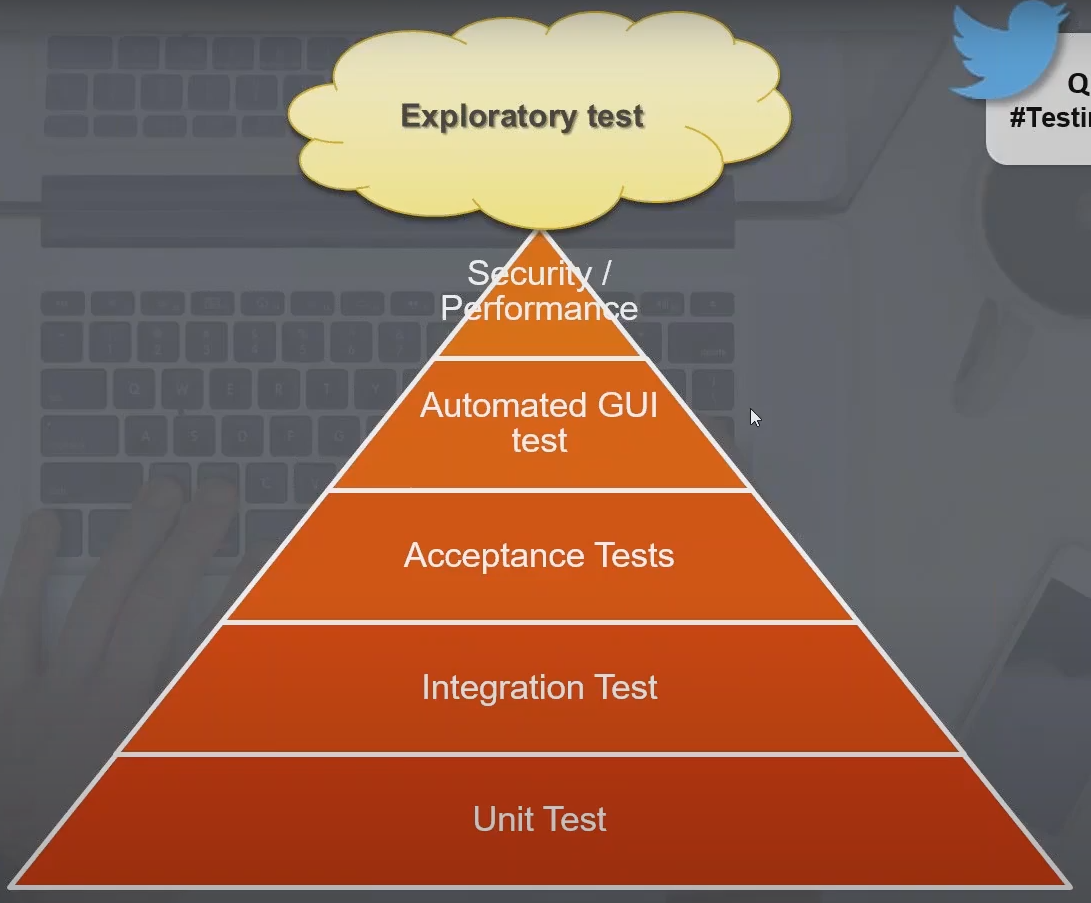 Exploratory test
Q
#Testi
Security /
Performance
Automated GUI
test
Acceptance Tests
Integration Test
Unit Test